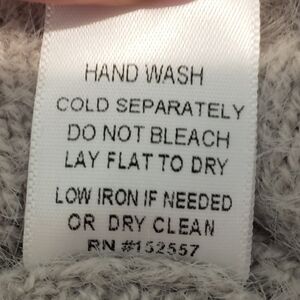 HAND WASH
COLD SEPARATELY
DO NOT BLEACH
LAY FLAT TO DRY
LOW IRON IF NEEDED
OR DRY CLEAN
RN #152557